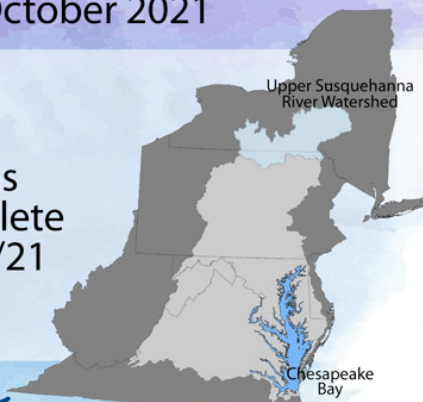 October 2021
Upper Susquehanna
River Watershed
s
lete
/21
Chesapeake
Bay